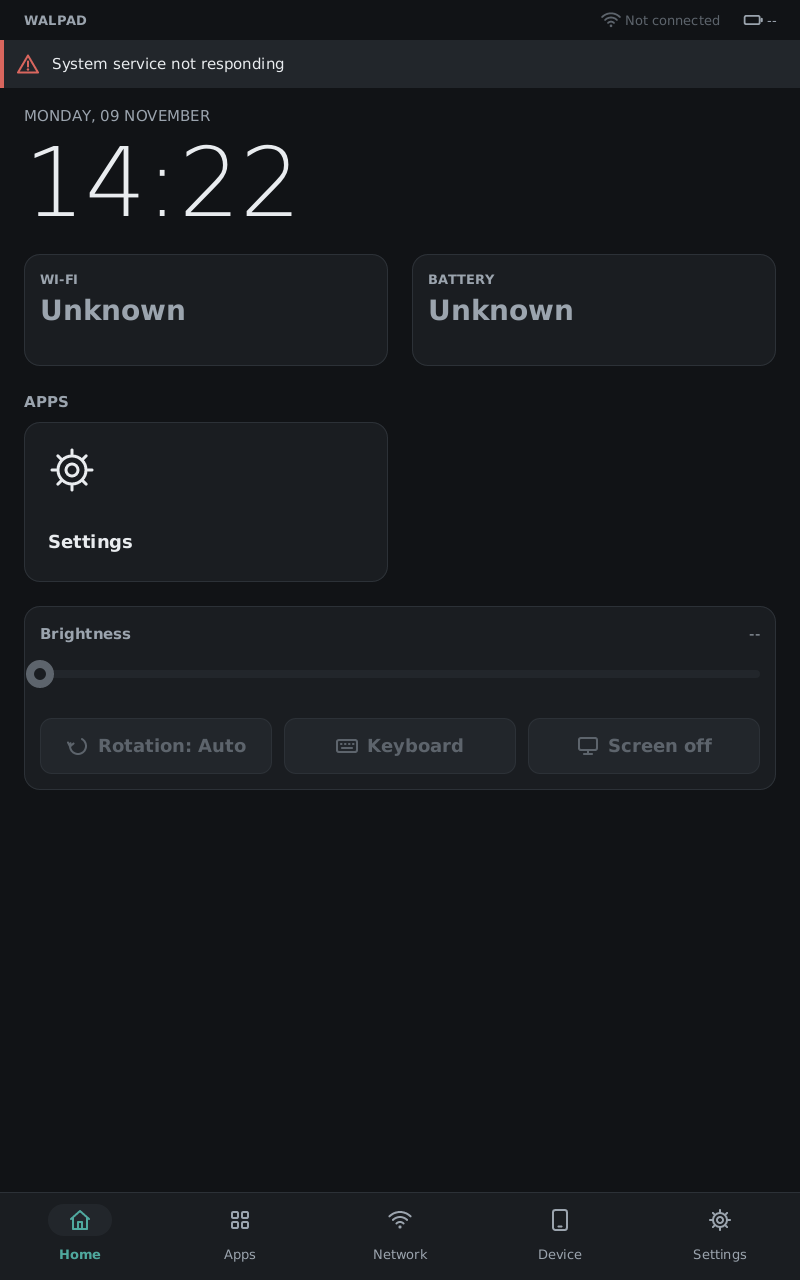 WALPAD
Not connected
--
System service not responding
MONDAY, 09 NOVEMBER
14:22
WI-FI
Unknown
BATTERY
Unknown
APPS
Settings
Brightness
--
Rotation: Auto
Keyboard
Screen off
Home
Apps
Network
Device
Settings